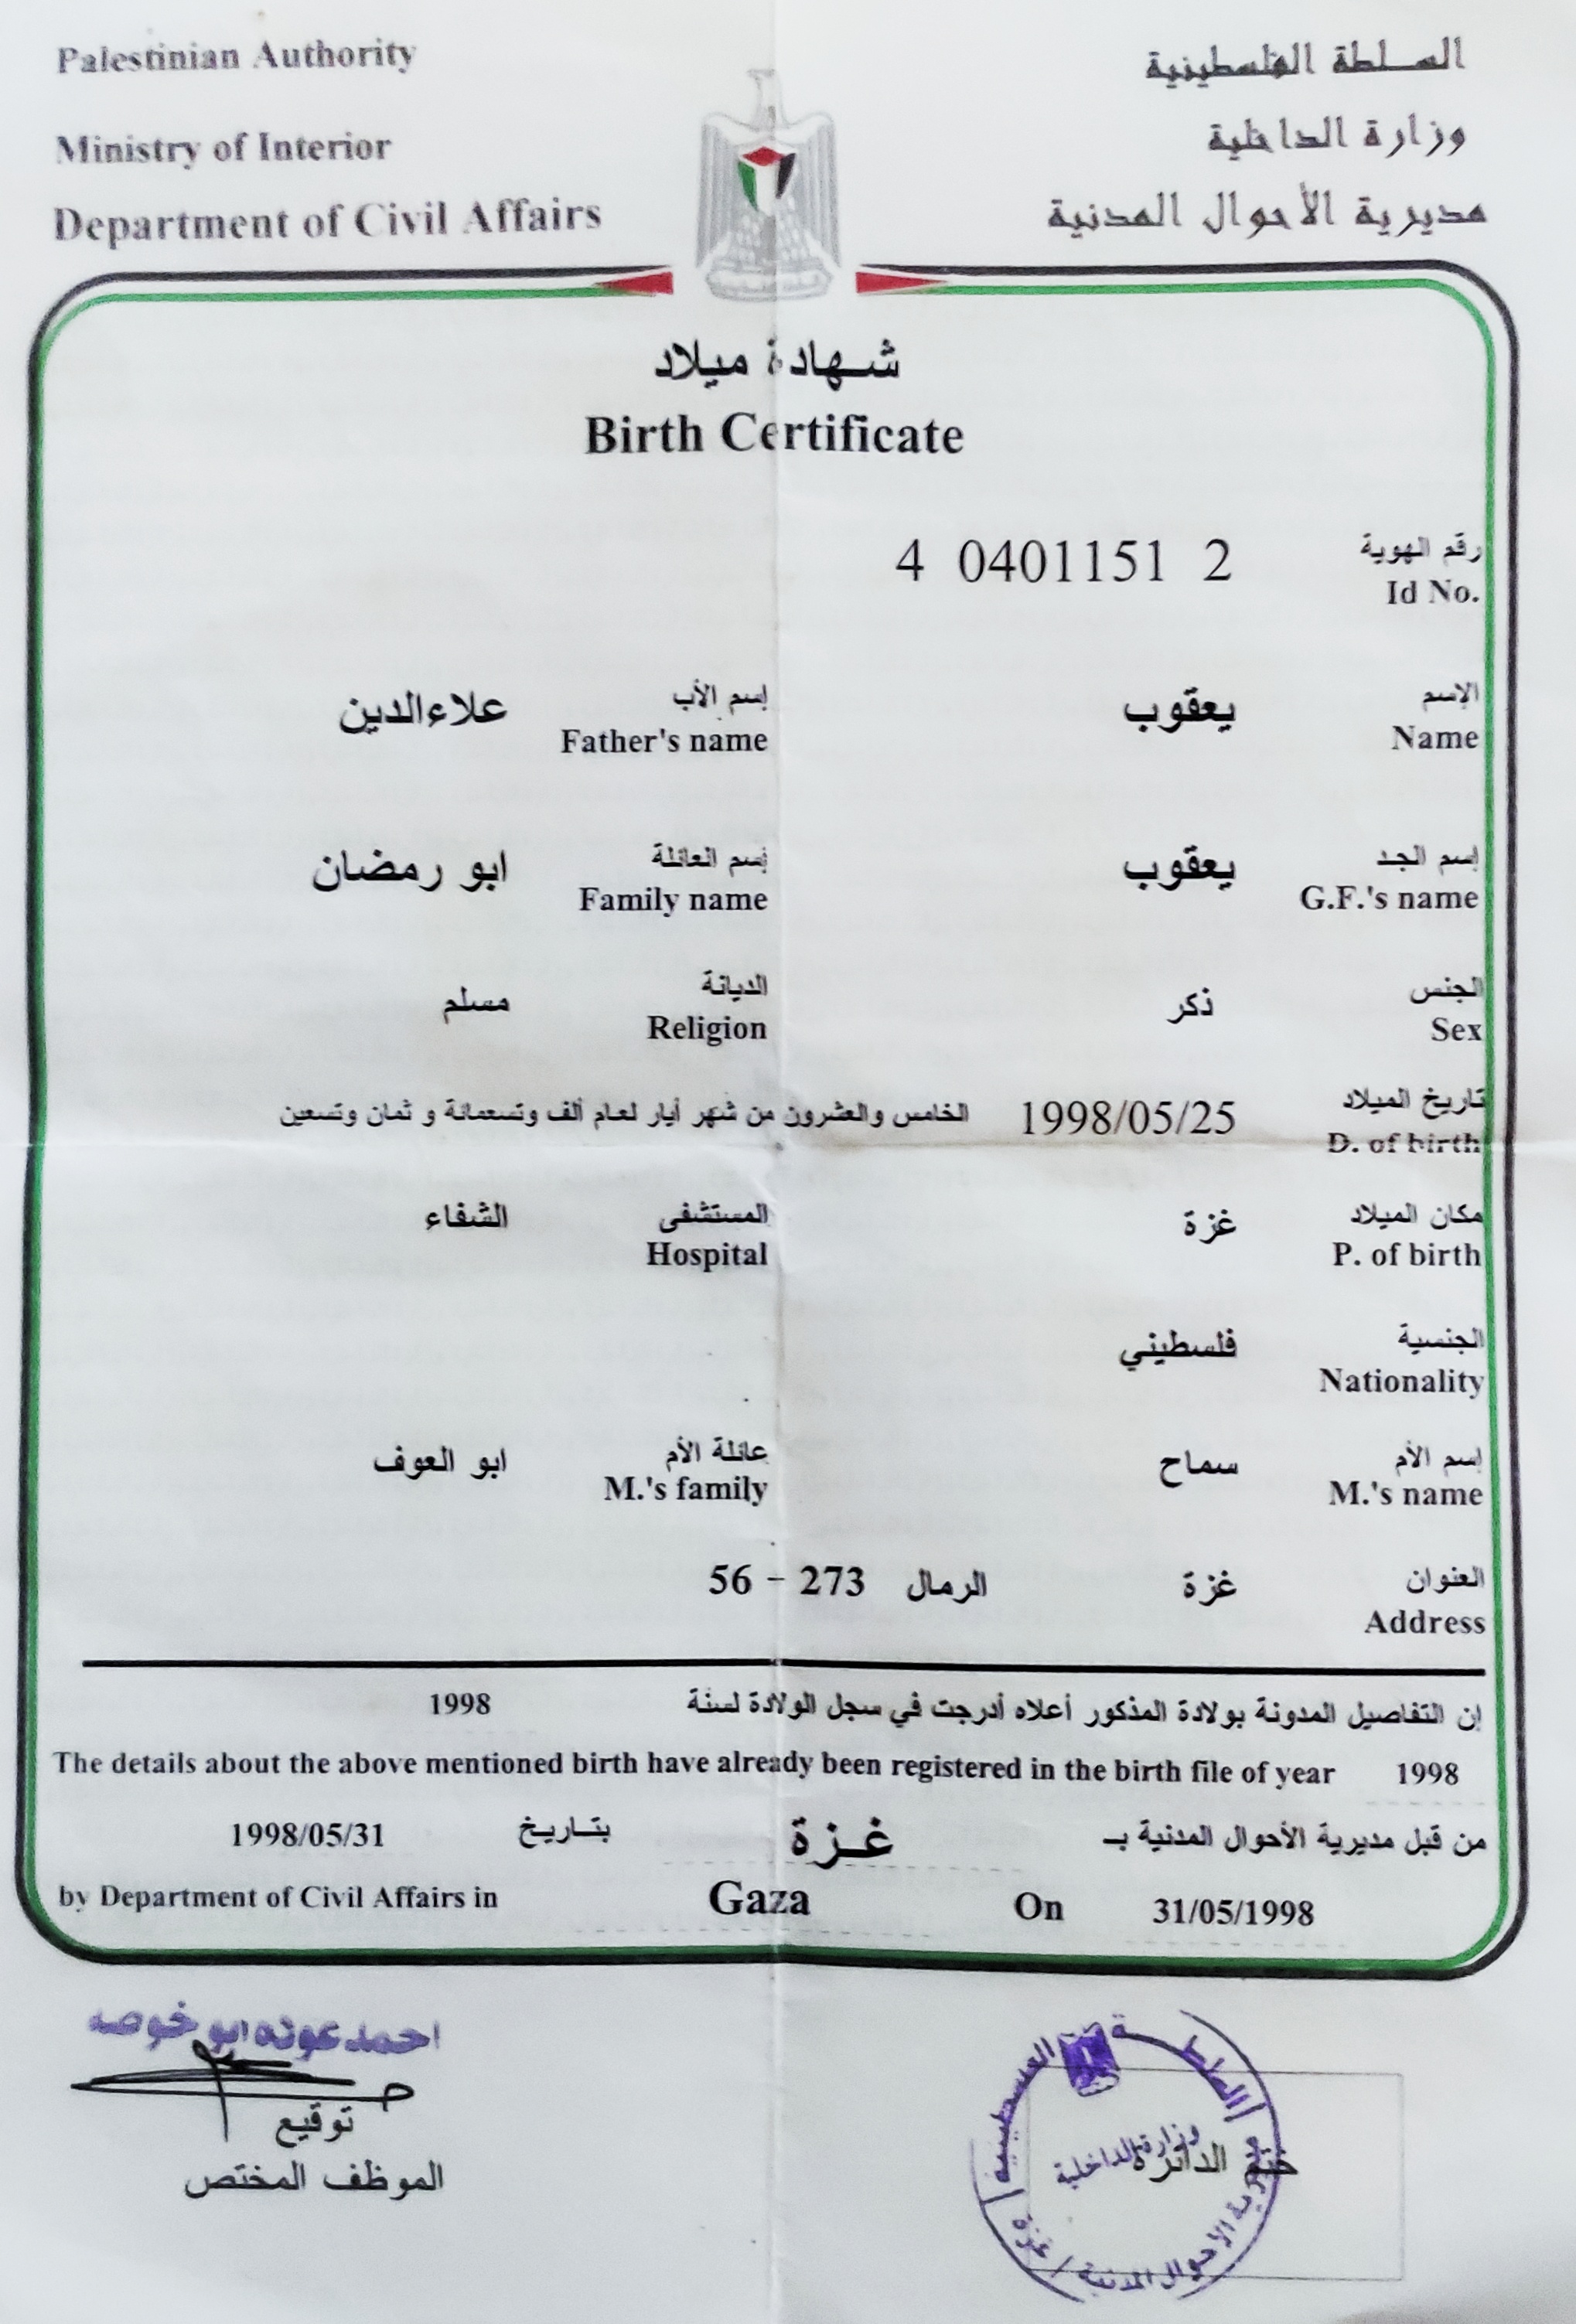 Palestinian Authority
السلطة الفلسطينية
Ministry of Interior
وزارة الداخلية
Department of Civil Affairs
مديرية الأحوال المدنية
شهادة ميلاد
Birth Certificate
رقم الهوية
4 0401151 2
Id No.
الإسم يعقوب إسم الأب علاءالدين
Name Father's name
إسم الجد يعقوب إسم العائلة ابو رمضان
G.F.'s name Family name
الجنس ذكر الديانة مسلم
Sex Religion
تاريخ الميلاد 1998/05/25 الخامس والعشرون من شهر أيار لعام ألف وتسعمائة و ثمان وتسعين
D. of birth
مكان الميلاد غزة المستشفى الشفاء
P. of birth Hospital
الجنسية فلسطيني
Nationality
إسم الأم سماح عائلة الأم ابو العوف
M.'s name M.'s family
العنوان غزة الرمال 273 - 56
Address
إن التفاصيل المدونة بولادة المذكور أعلاه أدرجت في سجل الولادة لسنة 1998
The details about the above mentioned birth have already been registered in the birth file of year 1998
من قبل مديرية الأحوال المدنية بـ غزة بتاريخ 1998/05/31
by Department of Civil Affairs in Gaza On 31/05/1998
احمد عوده ابو خوصه
توقيع
الموظف المختص
ختم الدائرة
السلطة الفلسطينية
وزارة الداخلية
مديرية الاحوال المدنية / غزة